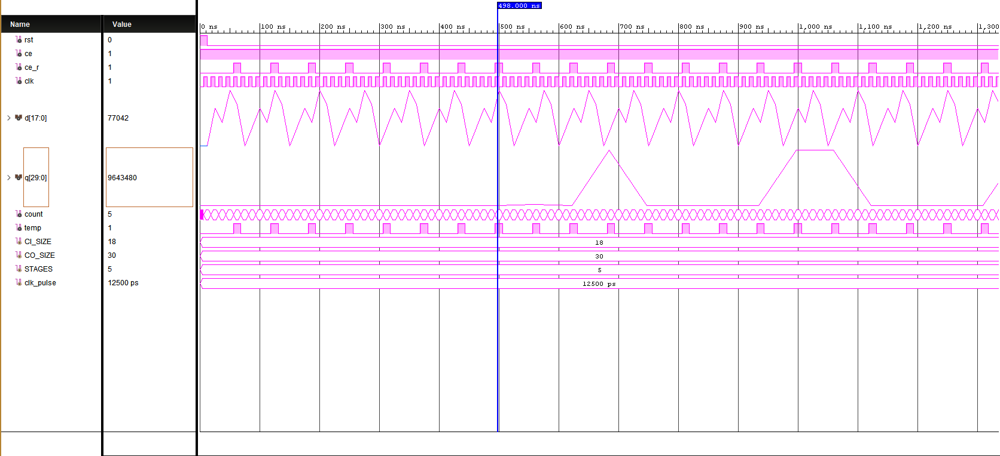 498.000 ns
Name Value
0 ns 100 ns 200 ns 300 ns 400 ns 500 ns 600 ns 700 ns 800 ns 900 ns 1,000 ns 1,100 ns 1,200 ns 1,300
rst 0
ce 1
ce_r 1
clk 1
d[17:0] 77042
q[29:0] 9643480
count 5
temp 1
CI_SIZE 18 18
CO_SIZE 30 30
STAGES 5 5
clk_pulse 12500 ps 12500 ps